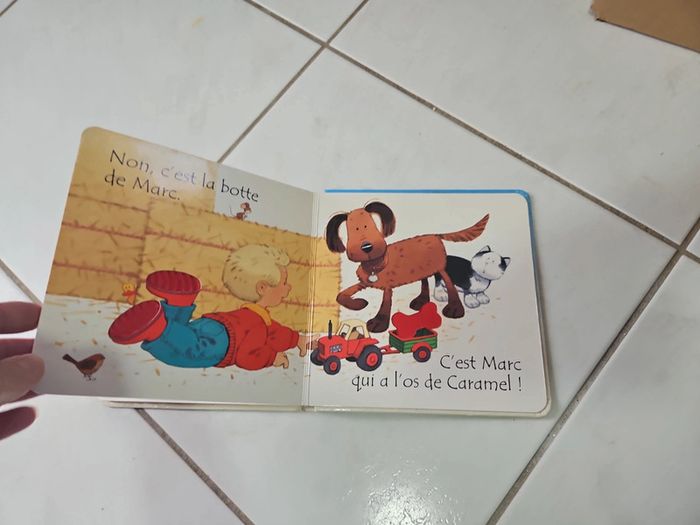 Non, c'est la botte
de Marc.
C'est Marc
qui a l'os de Caramel !